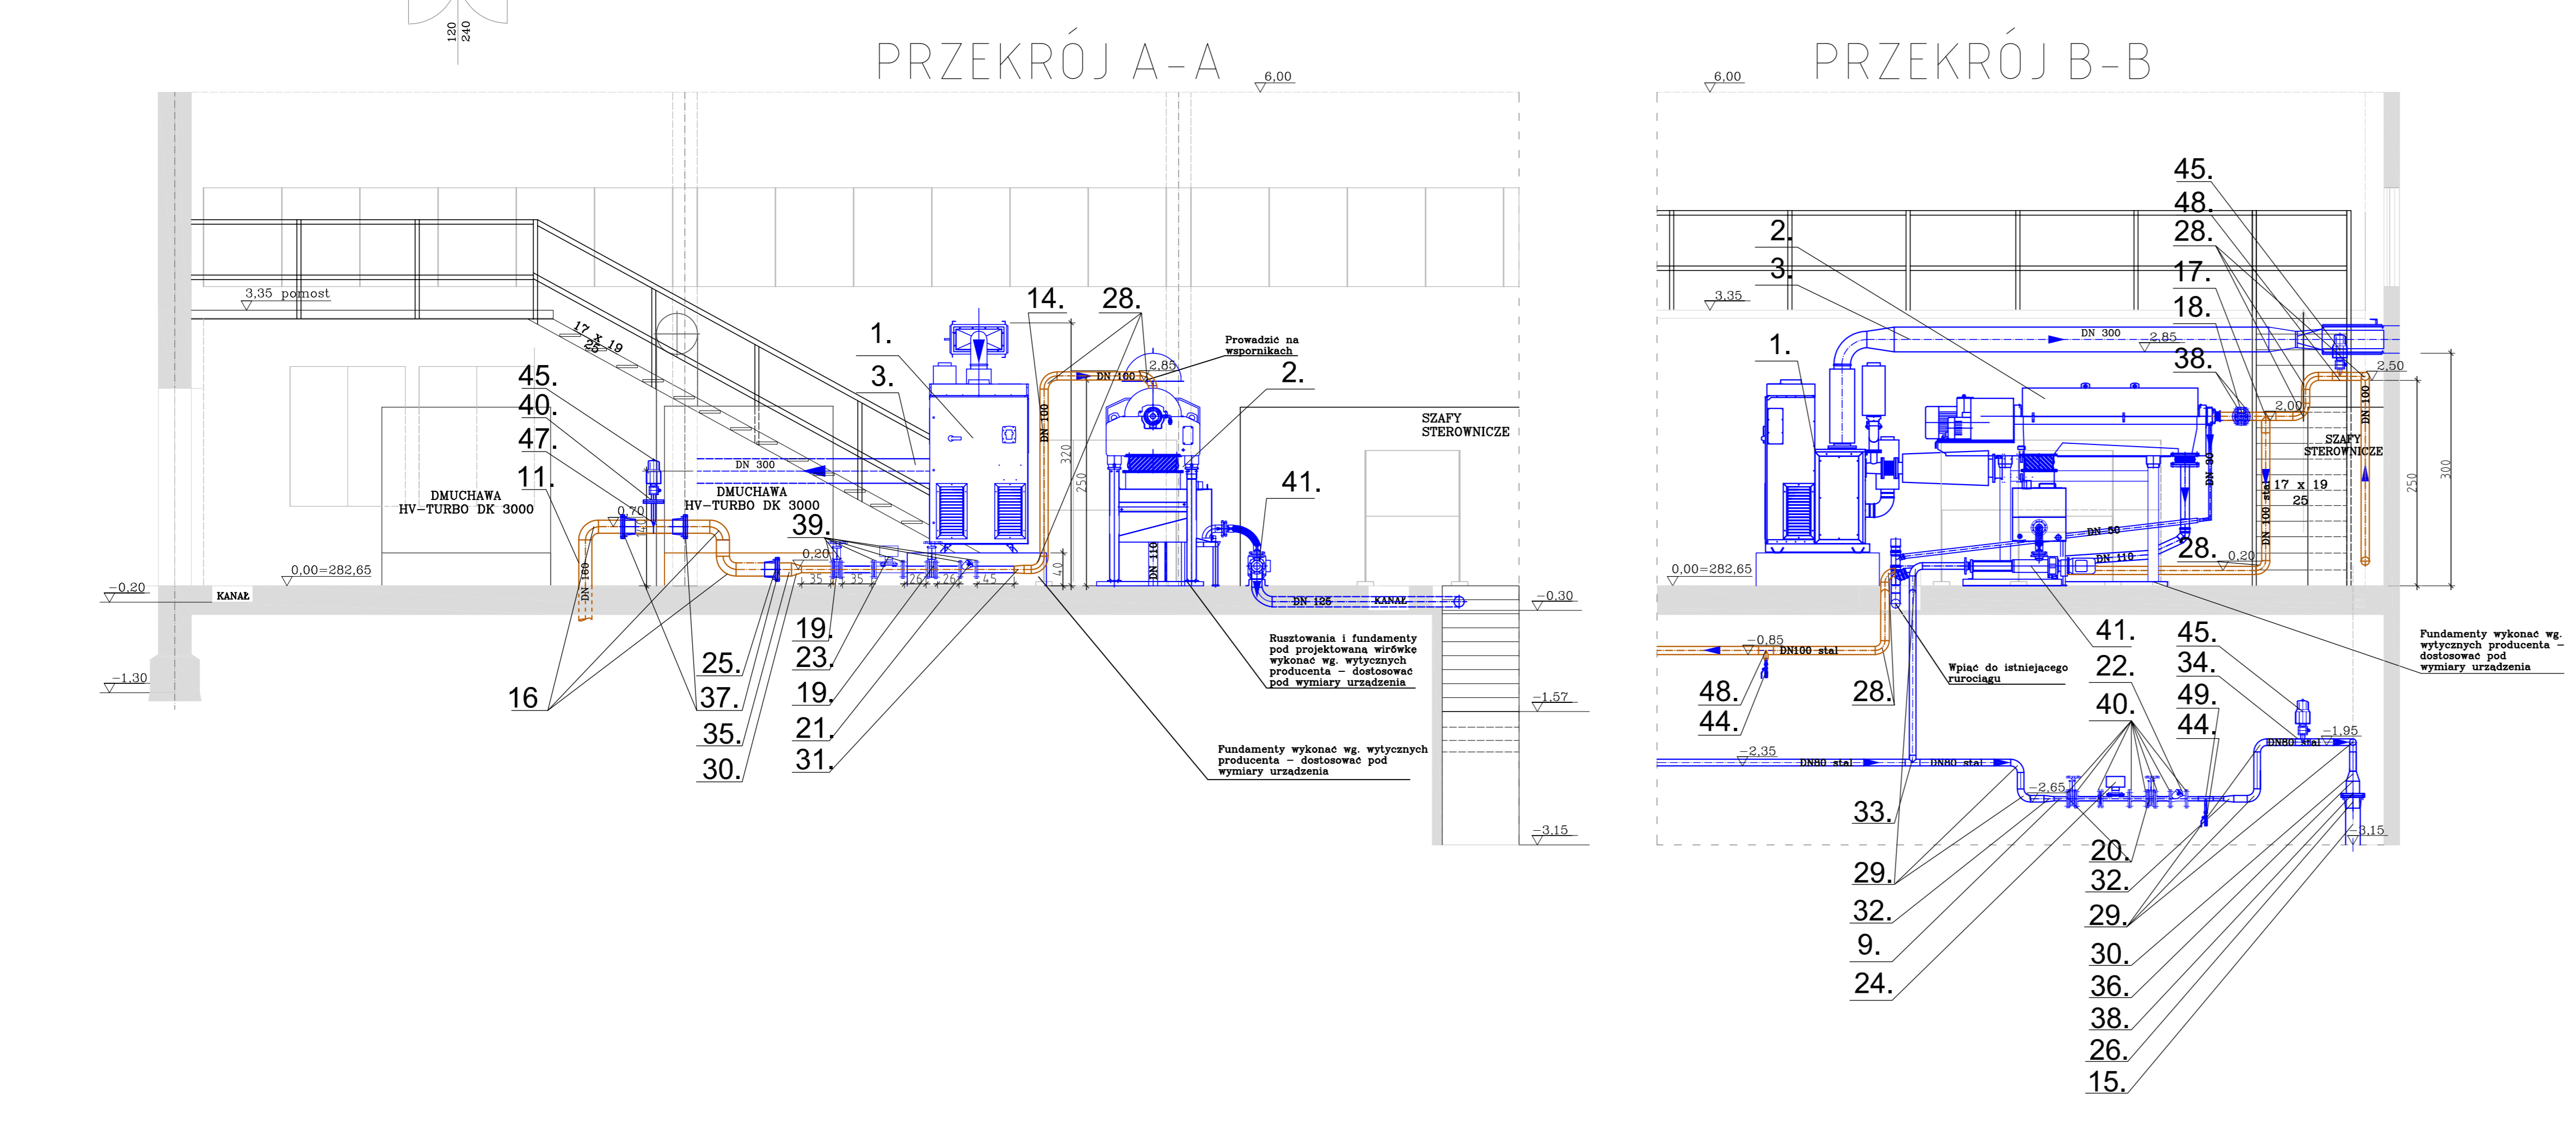 120
240
PRZEKRÓJ A-A
PRZEKRÓJ B-B
6,00
6,00
3,35 pomost
17 x 19
25
45.
40.
47.
11.
DMUCHAWA
HV-TURBO DK 3000
DMUCHAWA
HV-TURBO DK 3000
DN 300
0,70
0,20
0,00=282,65
-0,20
KANAŁ
-1,30
DN 160
16
25.
37.
35.
30.
39.
35
35
26
26
45
19.
23.
19.
21.
31.
1.
3.
14.
28.
DN 100
DN 100
2,85
320
250
40
Prowadzić na
wspornikach
2.
DN 110
41.
SZAFY
STEROWNICZE
DN 125
KANAŁ
-0,30
-1,57
-3,15
Rusztowania i fundamenty
pod projektowaną wirówkę
wykonać wg. wytycznych
producenta - dostosować
pod wymiary urządzenia
Fundamenty wykonać wg. wytycznych
producenta - dostosować pod
wymiary urządzenia
2.
3.
3,35
1.
45.
48.
28.
17.
18.
38.
DN 300
2,85
2,50
2,00
DN 100
SZAFY
STEROWNICZE
17 x 19
25
250
300
DN 100 stal
DN 50
DN 110
28.
0,20
0,00=282,65
-0,85
DN100 stal
48.
44.
28.
Wpiąć do istniejącego
rurociągu
41.
22.
40.
45.
34.
49.
44.
Fundamenty wykonać wg.
wytycznych producenta -
dostosować pod
wymiary urządzenia
-2,35
DN80 stal
DN80 stal
-2,65
DN80 stal
-1,95
-3,15
33.
29.
32.
9.
24.
20.
32.
29.
30.
36.
38.
26.
15.